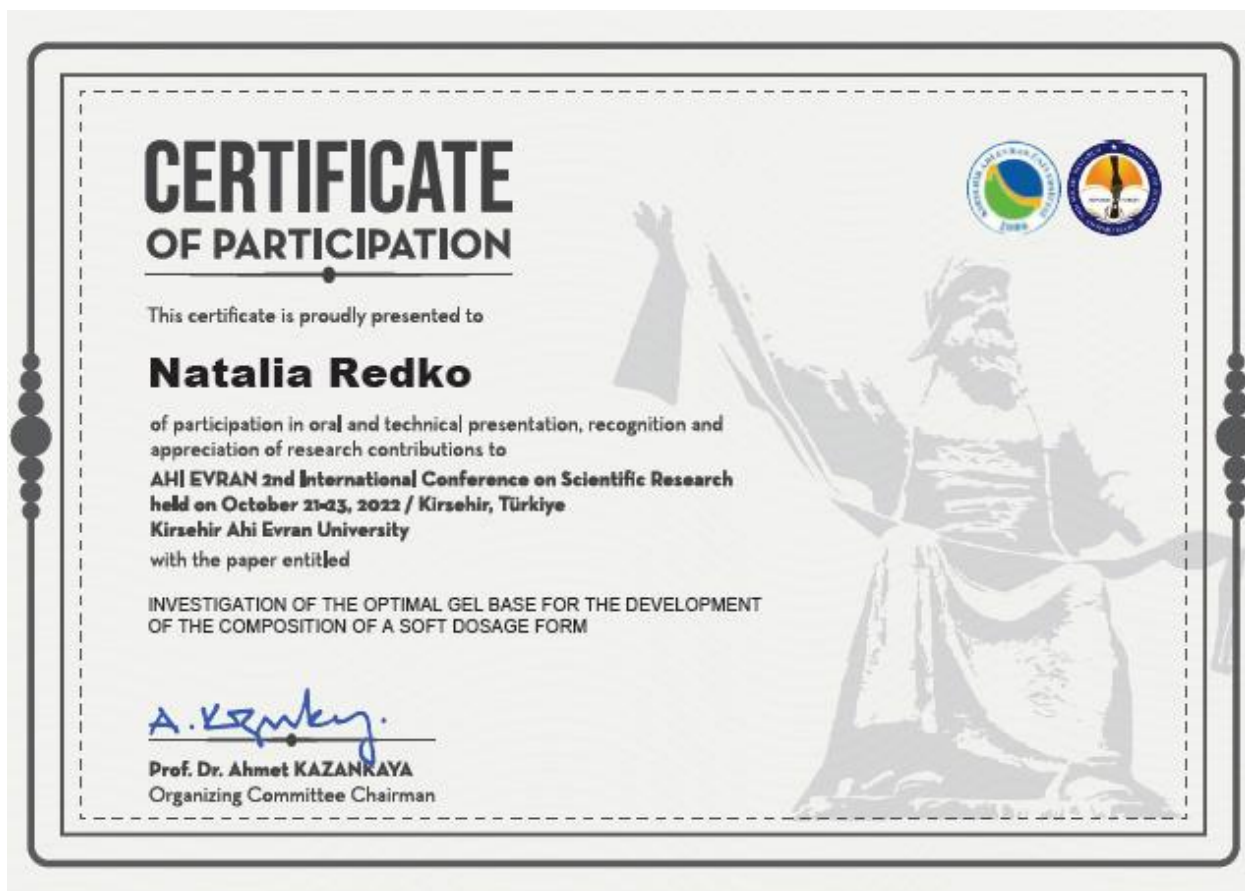 CERTIFICATE
OF PARTICIPATION
This certificate is proudly presented to
Natalia Redko
of participation in oral and technical presentation, recognition and
appreciation of research contributions to
AHI EVRAN 2nd International Conference on Scientific Research
held on October 21-23, 2022 / Kirsehir, Türkiye
Kirsehir Ahi Evran University
with the paper entitled
INVESTIGATION OF THE OPTIMAL GEL BASE FOR THE DEVELOPMENT
OF THE COMPOSITION OF A SOFT DOSAGE FORM
Prof. Dr. Ahmet KAZANKAYA
Organizing Committee Chairman